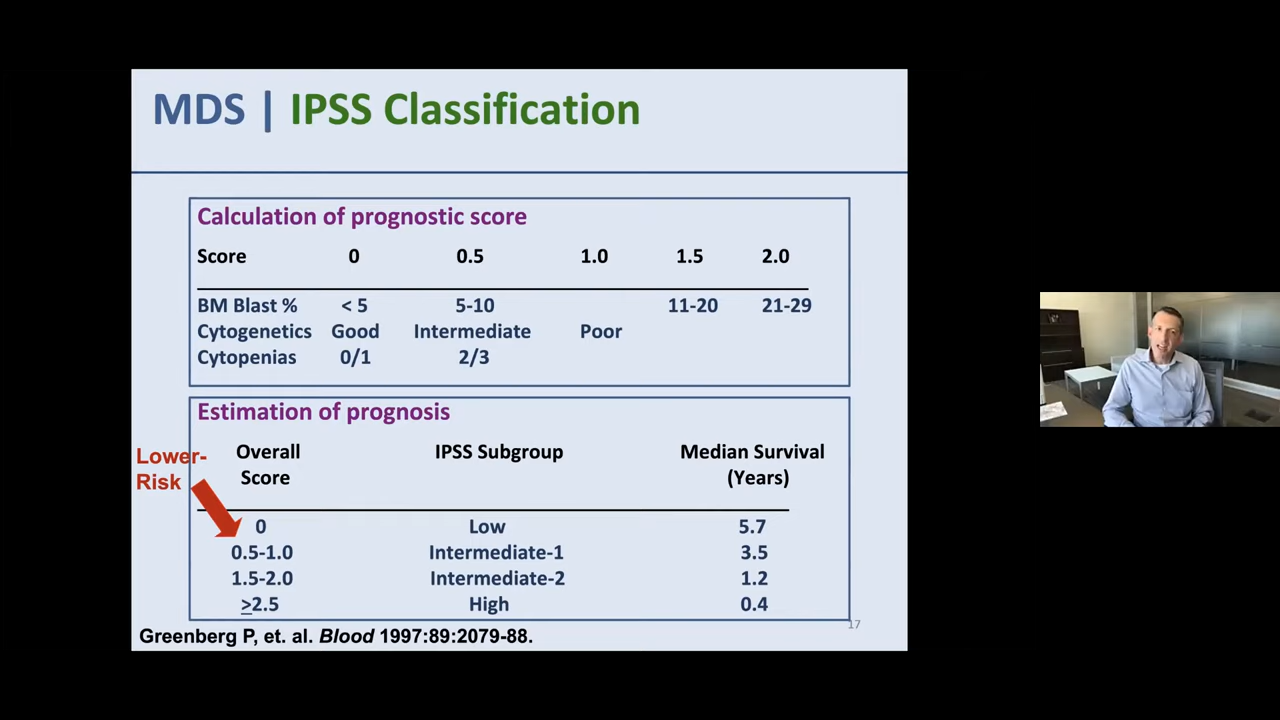 MDS | IPSS Classification
Calculation of prognostic score
Score 0 0.5 1.0 1.5 2.0
BM Blast % < 5 5-10 11-20 21-29
Cytogenetics Good Intermediate Poor
Cytopenias 0/1 2/3
Estimation of prognosis
Lower-
Risk
Overall IPSS Subgroup Median Survival
Score (Years)
0 Low 5.7
0.5-1.0 Intermediate-1 3.5
1.5-2.0 Intermediate-2 1.2
>2.5 High 0.4
17
Greenberg P, et. al. Blood 1997:89:2079-88.